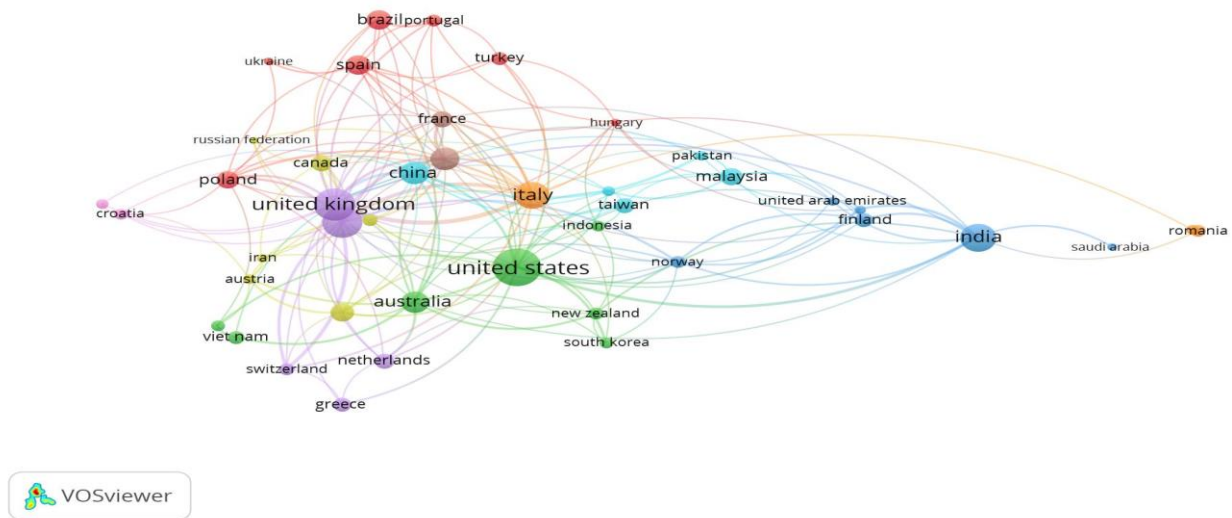 brazil
portugal
ukraine
spain
turkey
france
hungary
russian federation
canada
china
pakistan
malaysia
poland
united kingdom
italy
taiwan
united arab emirates
croatia
indonesia
finland
india
romania
saudi arabia
iran
united states
norway
austria
australia
new zealand
viet nam
south korea
switzerland
netherlands
greece
VOSviewer